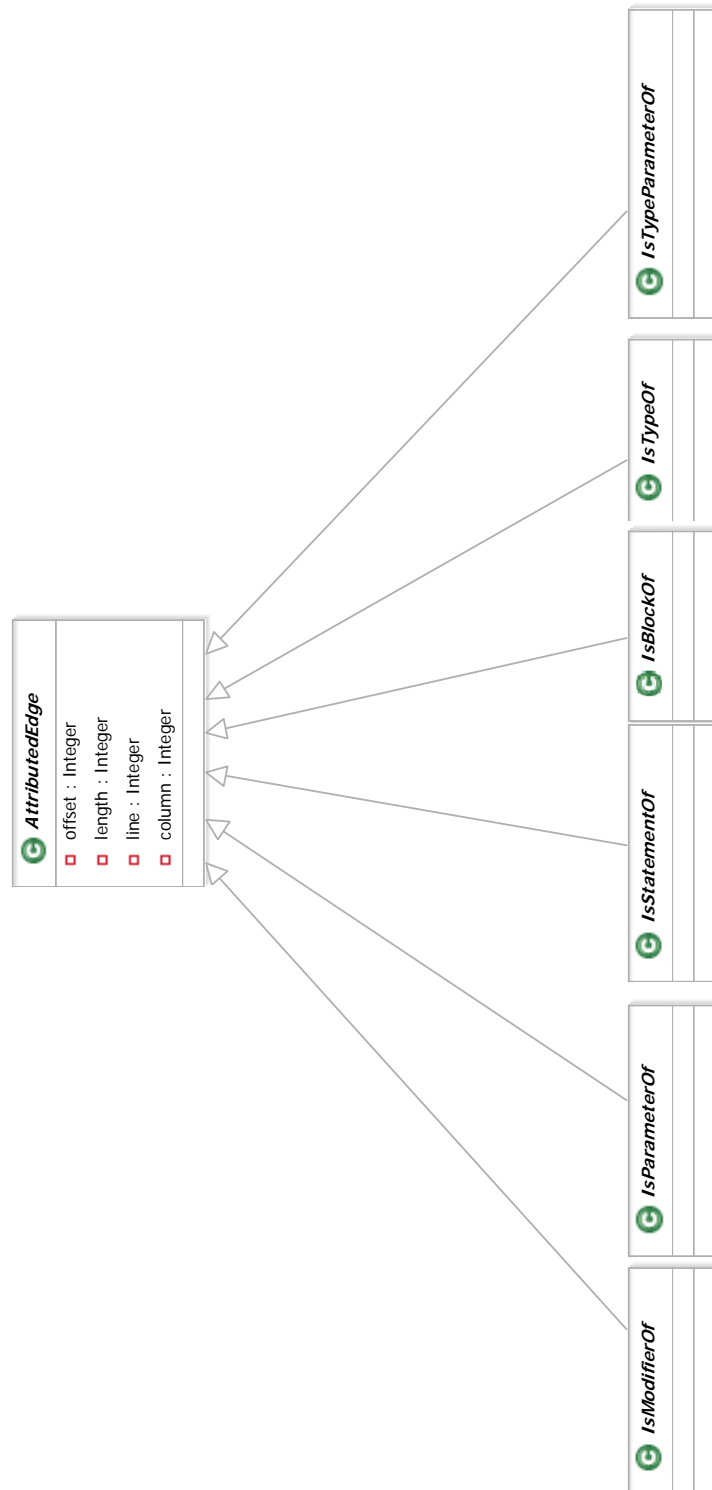 AttributedEdge
offset : Integer
length : Integer
line : Integer
column : Integer
IsModifierOf
IsParameterOf
IsStatementOf
IsBlockOf
IsTypeOf
IsTypeParameterOf